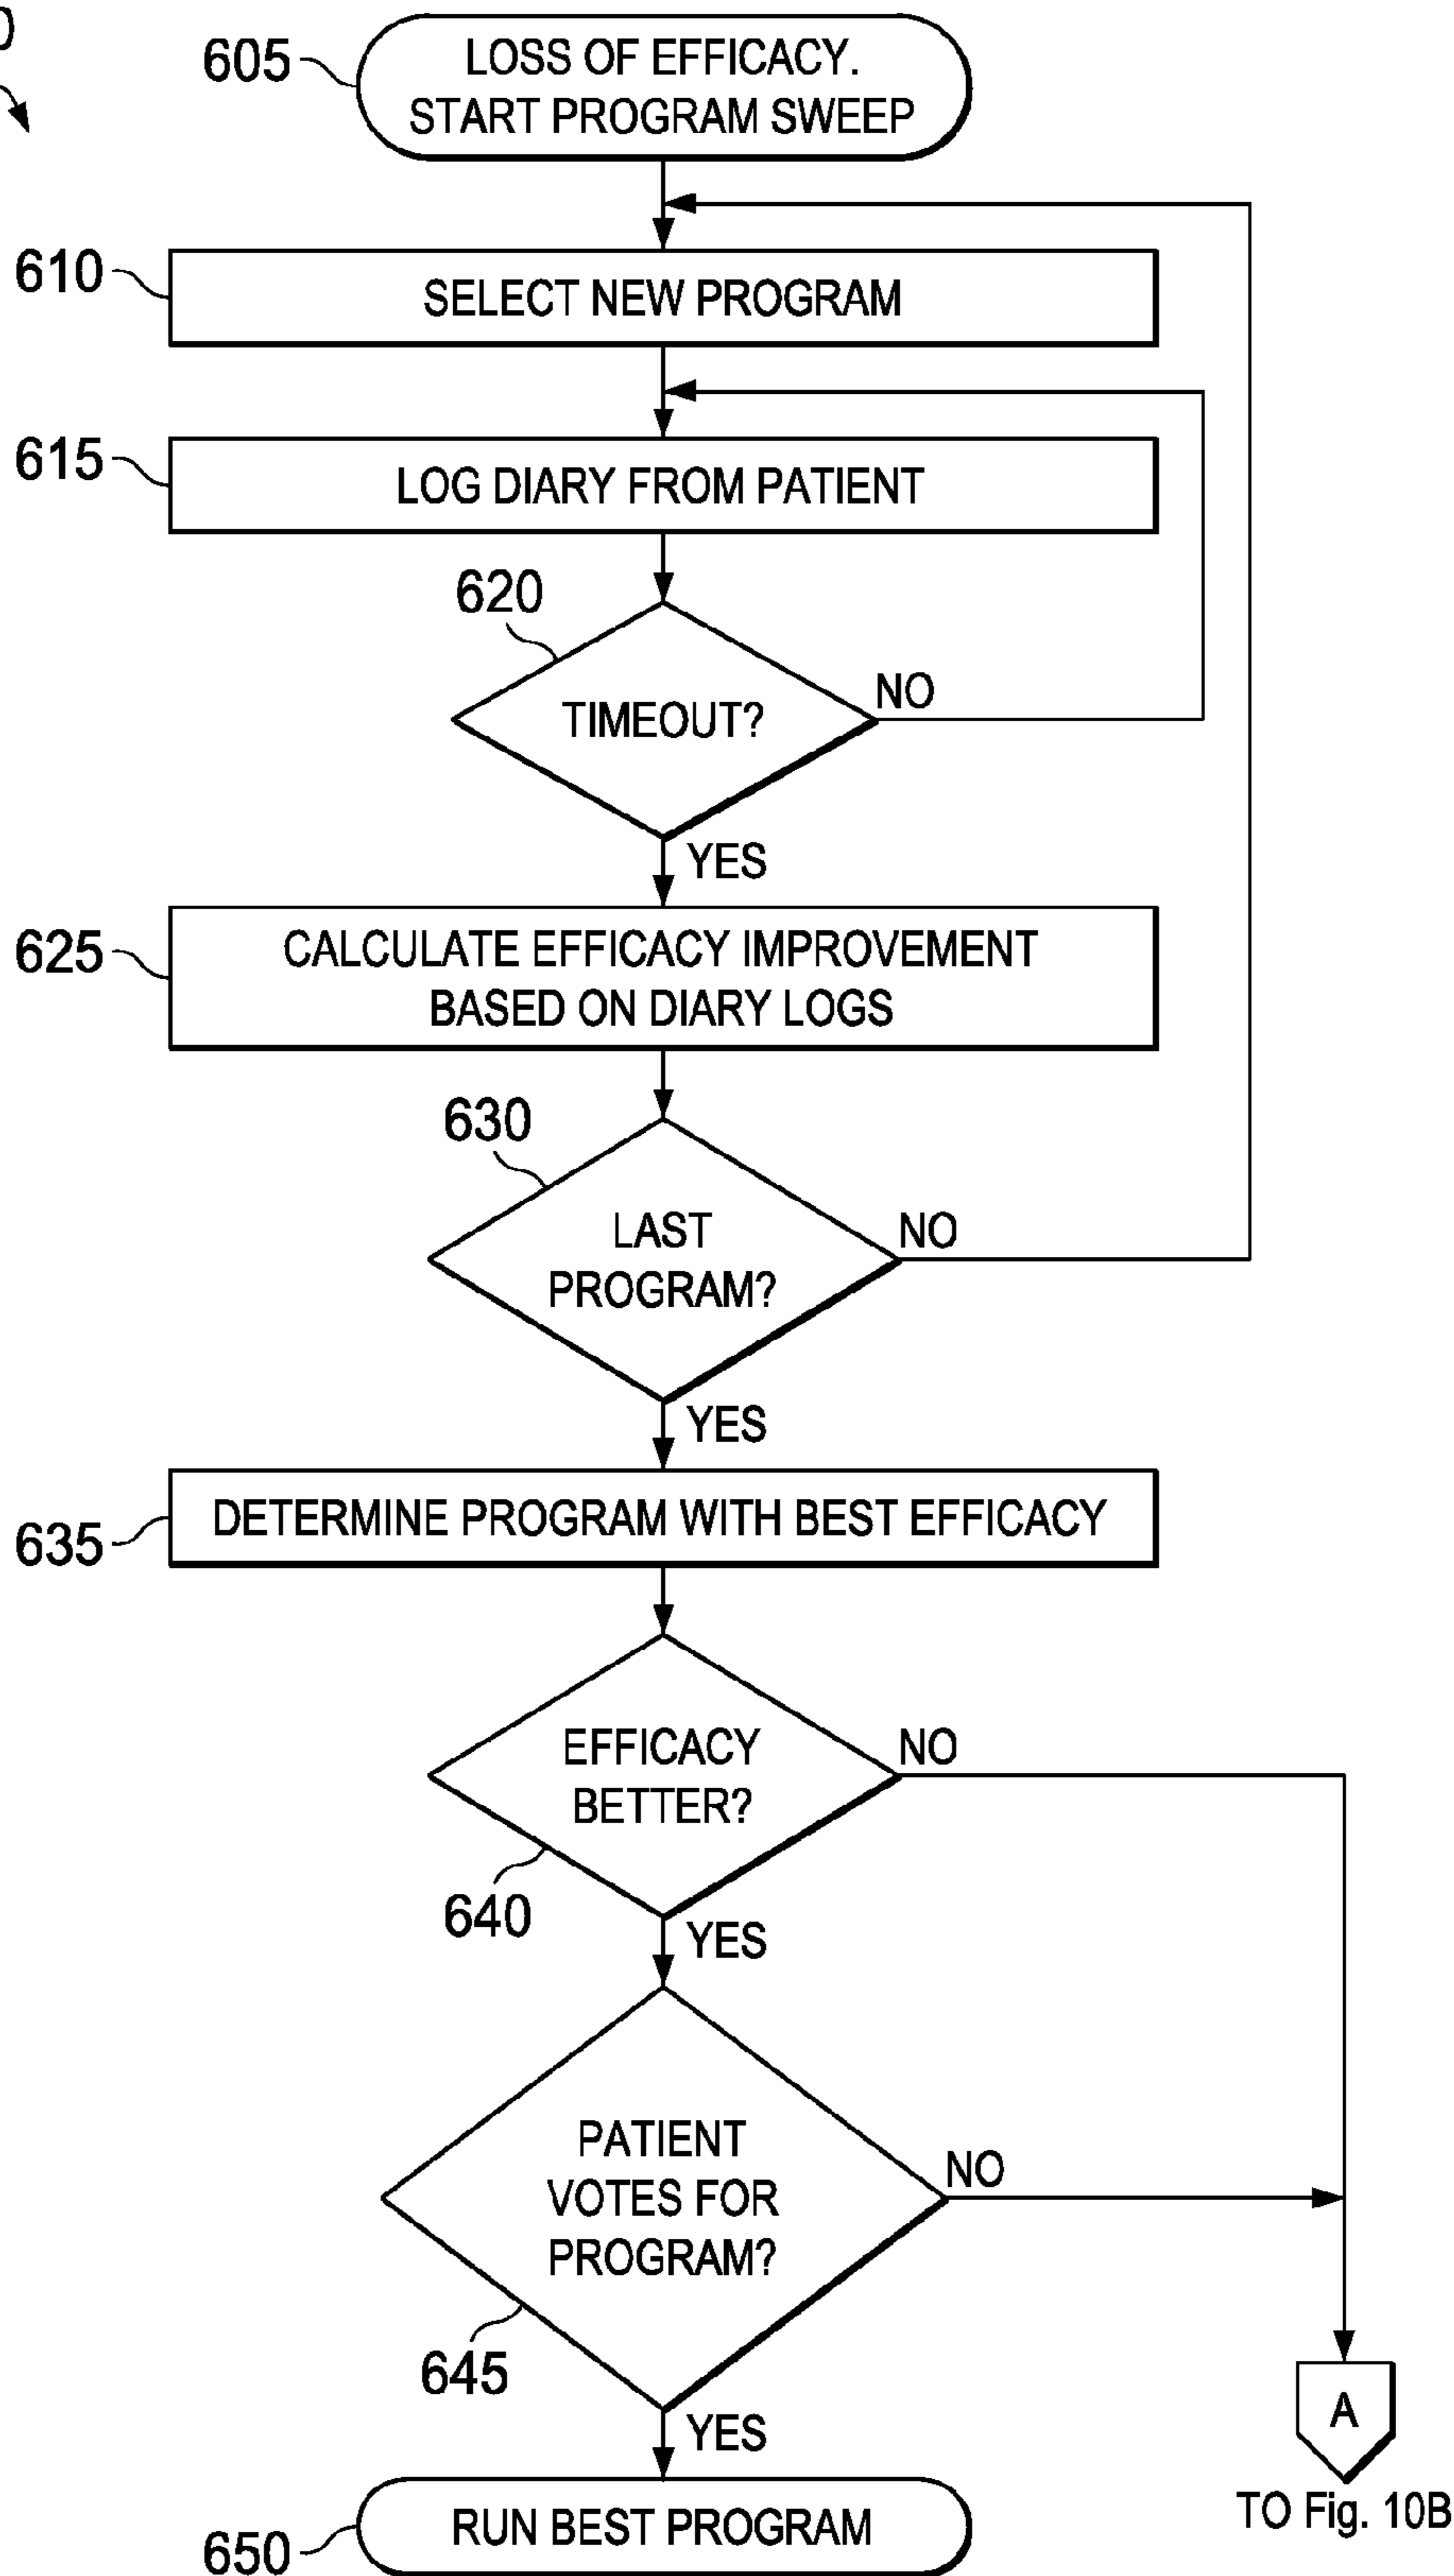 0
605
LOSS OF EFFICACY.
START PROGRAM SWEEP
610
SELECT NEW PROGRAM
615
LOG DIARY FROM PATIENT
620
TIMEOUT?
NO
YES
625
CALCULATE EFFICACY IMPROVEMENT
BASED ON DIARY LOGS
630
LAST
PROGRAM?
NO
YES
635
DETERMINE PROGRAM WITH BEST EFFICACY
EFFICACY
BETTER?
NO
640
YES
PATIENT
VOTES FOR
PROGRAM?
NO
645
YES
A
TO Fig. 10B
650
RUN BEST PROGRAM